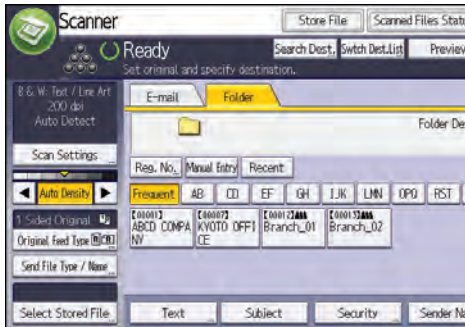 Scanner
Store File
Scanned Files Statu
Ready
Search Dest.
Swtch Dest.List
Preview
Set original and specify destination.
B & W: Text / Line Art
200 dpi
Auto Detect
E-mail
Folder
Folder De
Scan Settings
Reg. No.
Manual Entry
Recent
Auto Density
Frequent
AB
CD
EF
GH
IJK
LMN
OPQ
RST
1 Sided Original
Original Feed Type
[00001]
ABCD COMPA
NY
[00007]
KYOTO OFFI
CE
[00012]
Branch_01
[00013]
Branch_02
Send File Type / Name
Select Stored File
Text
Subject
Security
Sender Na